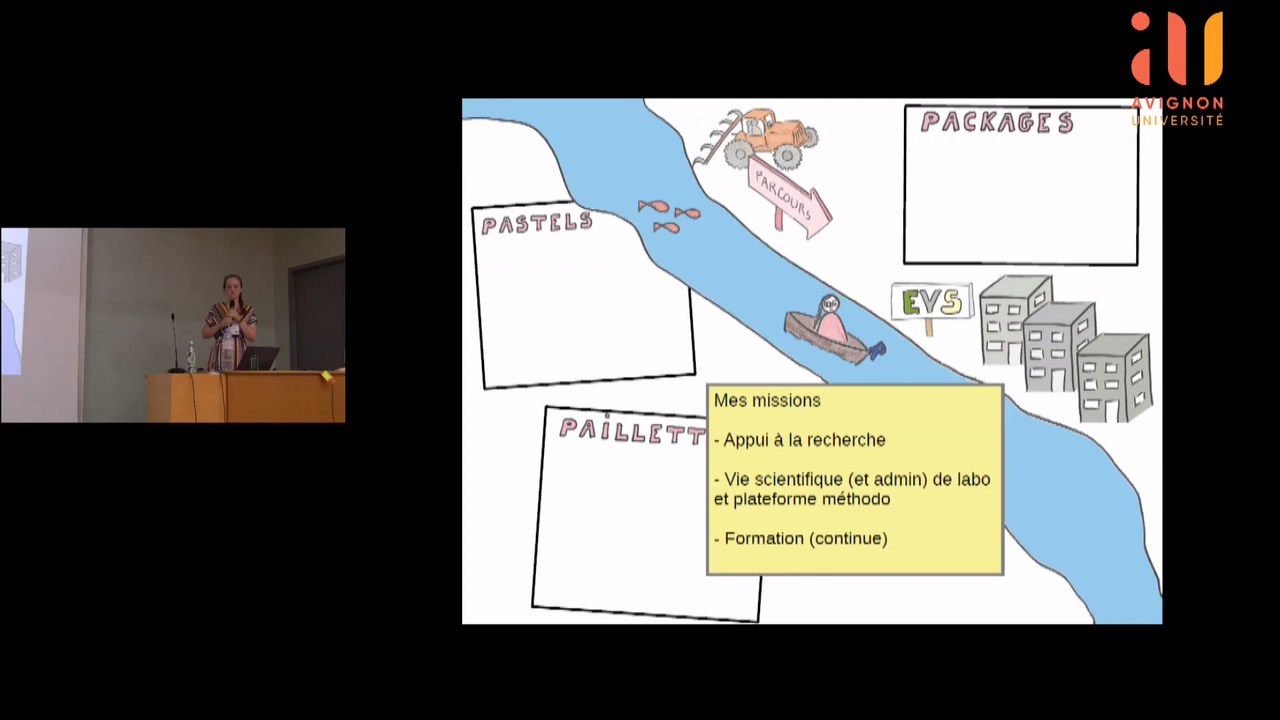 AVIGNON
UNIVERSITÉ
PACKAGES
PARCOURS
PASTELS
EVS
PAILLETT
Mes missions
- Appui à la recherche
- Vie scientifique (et admin) de labo
et plateforme méthodo
- Formation (continue)